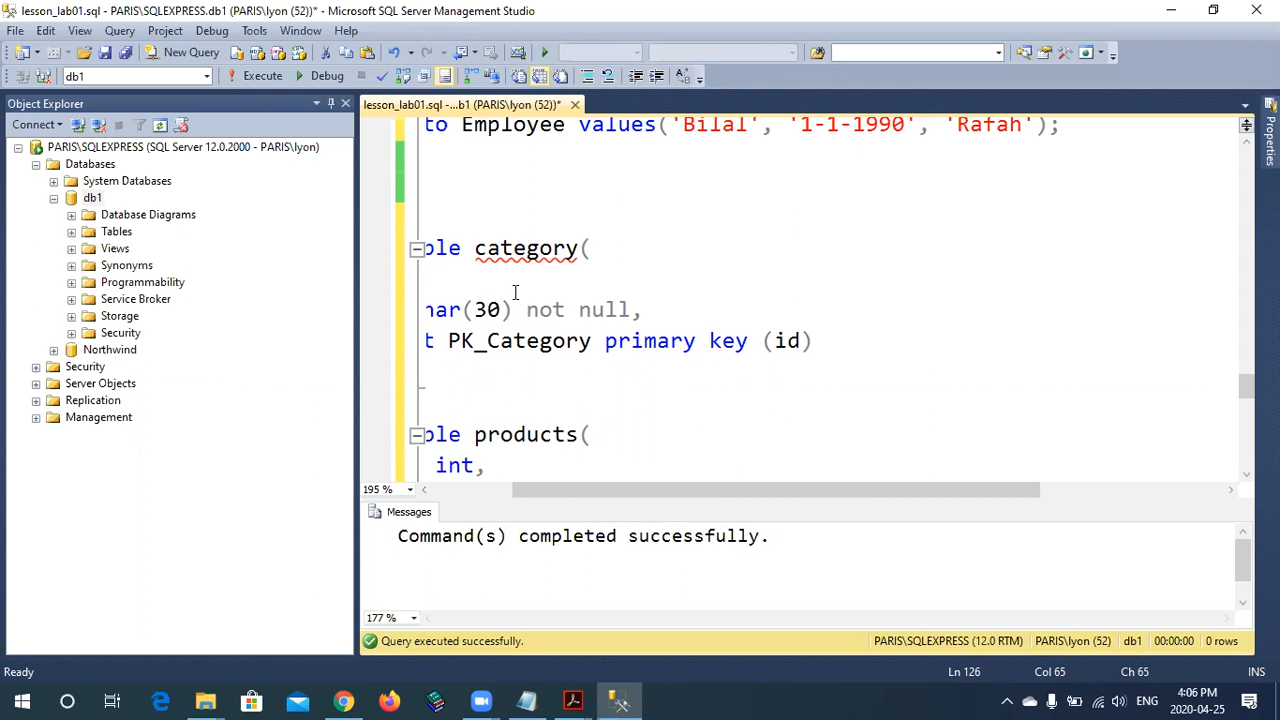 lesson_lab01.sql - PARIS\SQLEXPRESS.db1 (PARIS\lyon (52))* - Microsoft SQL Server Management Studio
File Edit View Query Project Debug Tools Window Help
New Query
db1 Execute Debug
Object Explorer
lesson_lab01.sql -...b1 (PARIS\lyon (52))*
Properties
Connect
PARIS\SQLEXPRESS (SQL Server 12.0.2000 - PARIS\lyon)
Databases
System Databases
db1
Database Diagrams
Tables
Views
Synonyms
Programmability
Service Broker
Storage
Security
Northwind
Security
Server Objects
Replication
Management
to Employee values('Bilal', '1-1-1990', 'Rafah');
ble category(
har(30) not null,
t PK_Category primary key (id)
ble products(
int,
195 %
Messages
Command(s) completed successfully.
177 %
Query executed successfully. PARIS\SQLEXPRESS (12.0 RTM) PARIS\lyon (52) db1 00:00:00 0 rows
Ready Ln 126 Col 65 Ch 65 INS
ENG 4:06 PM
2020-04-25